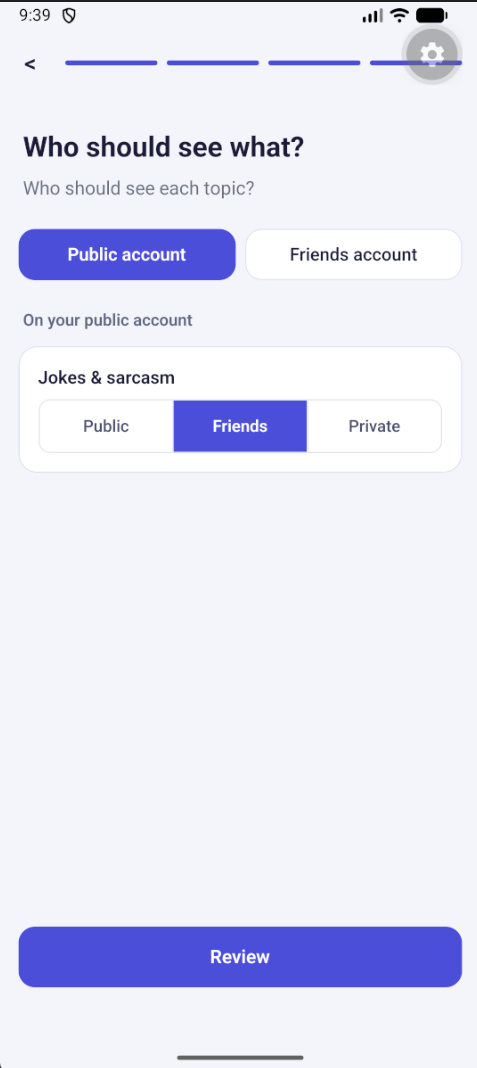 9:39
<
Who should see what?
Who should see each topic?
Public account
Friends account
On your public account
Jokes & sarcasm
Public
Friends
Private
Review